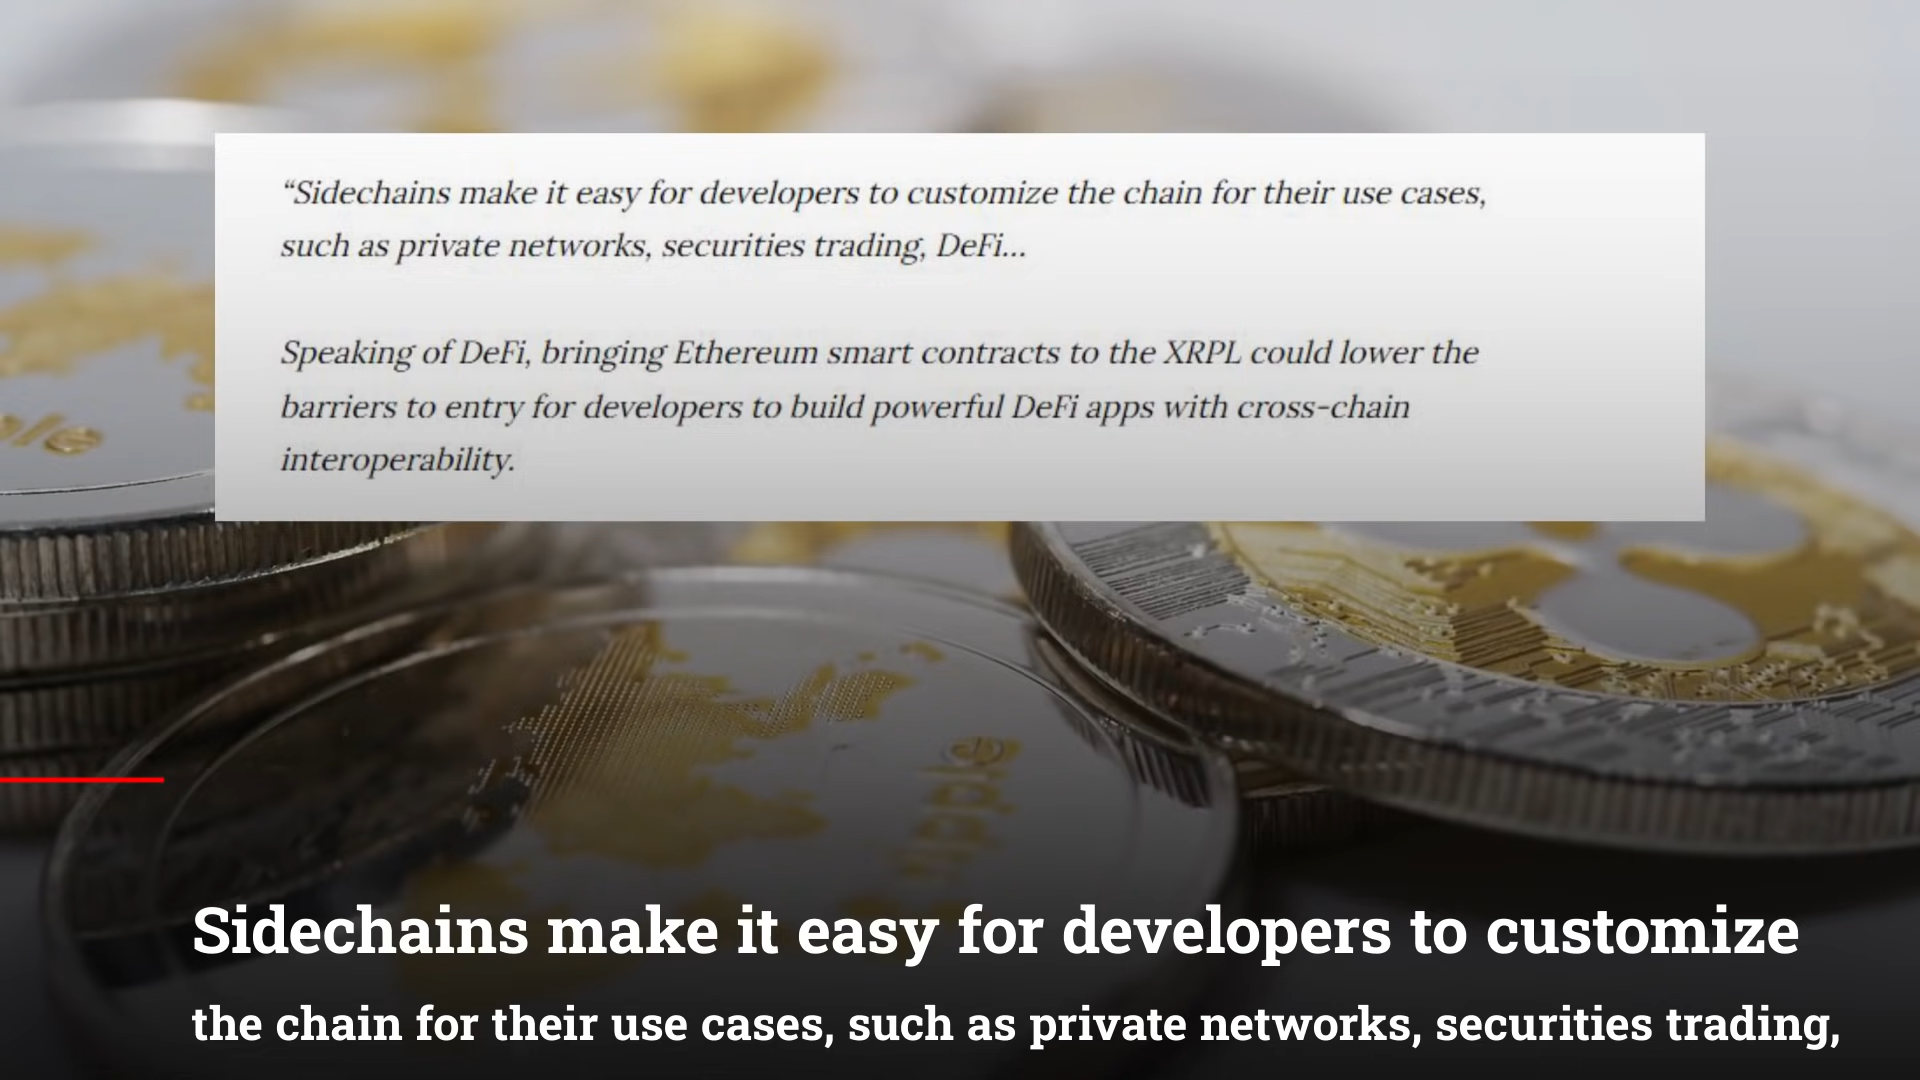 “Sidechains make it easy for developers to customize the chain for their use cases,
such as private networks, securities trading, DeFi...
Speaking of DeFi, bringing Ethereum smart contracts to the XRPL could lower the
barriers to entry for developers to build powerful DeFi apps with cross-chain
interoperability.
ple
ripple
Sidechains make it easy for developers to customize
the chain for their use cases, such as private networks, securities trading,